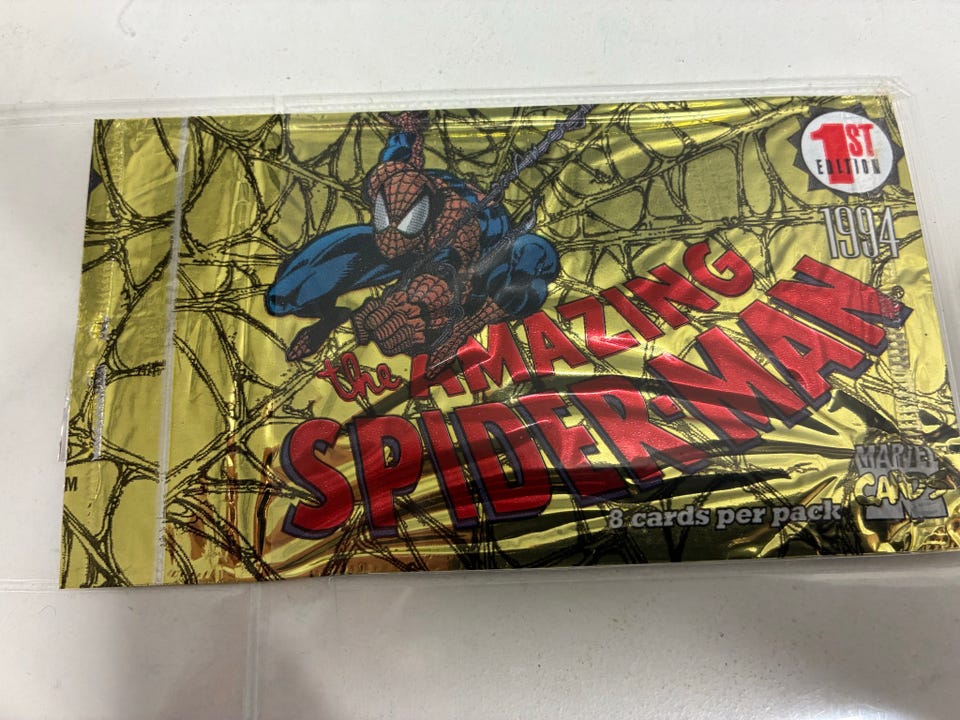 1ST
EDITION
1994
the AMAZING
SPIDER-MAN
M
MARVEL
CARDS
8 cards per pack